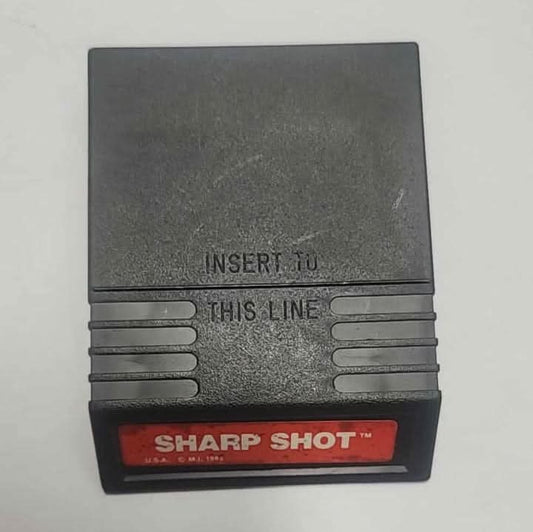 INSERT TO
THIS LINE
SHARP SHOT™
U.S.A. © M.I.